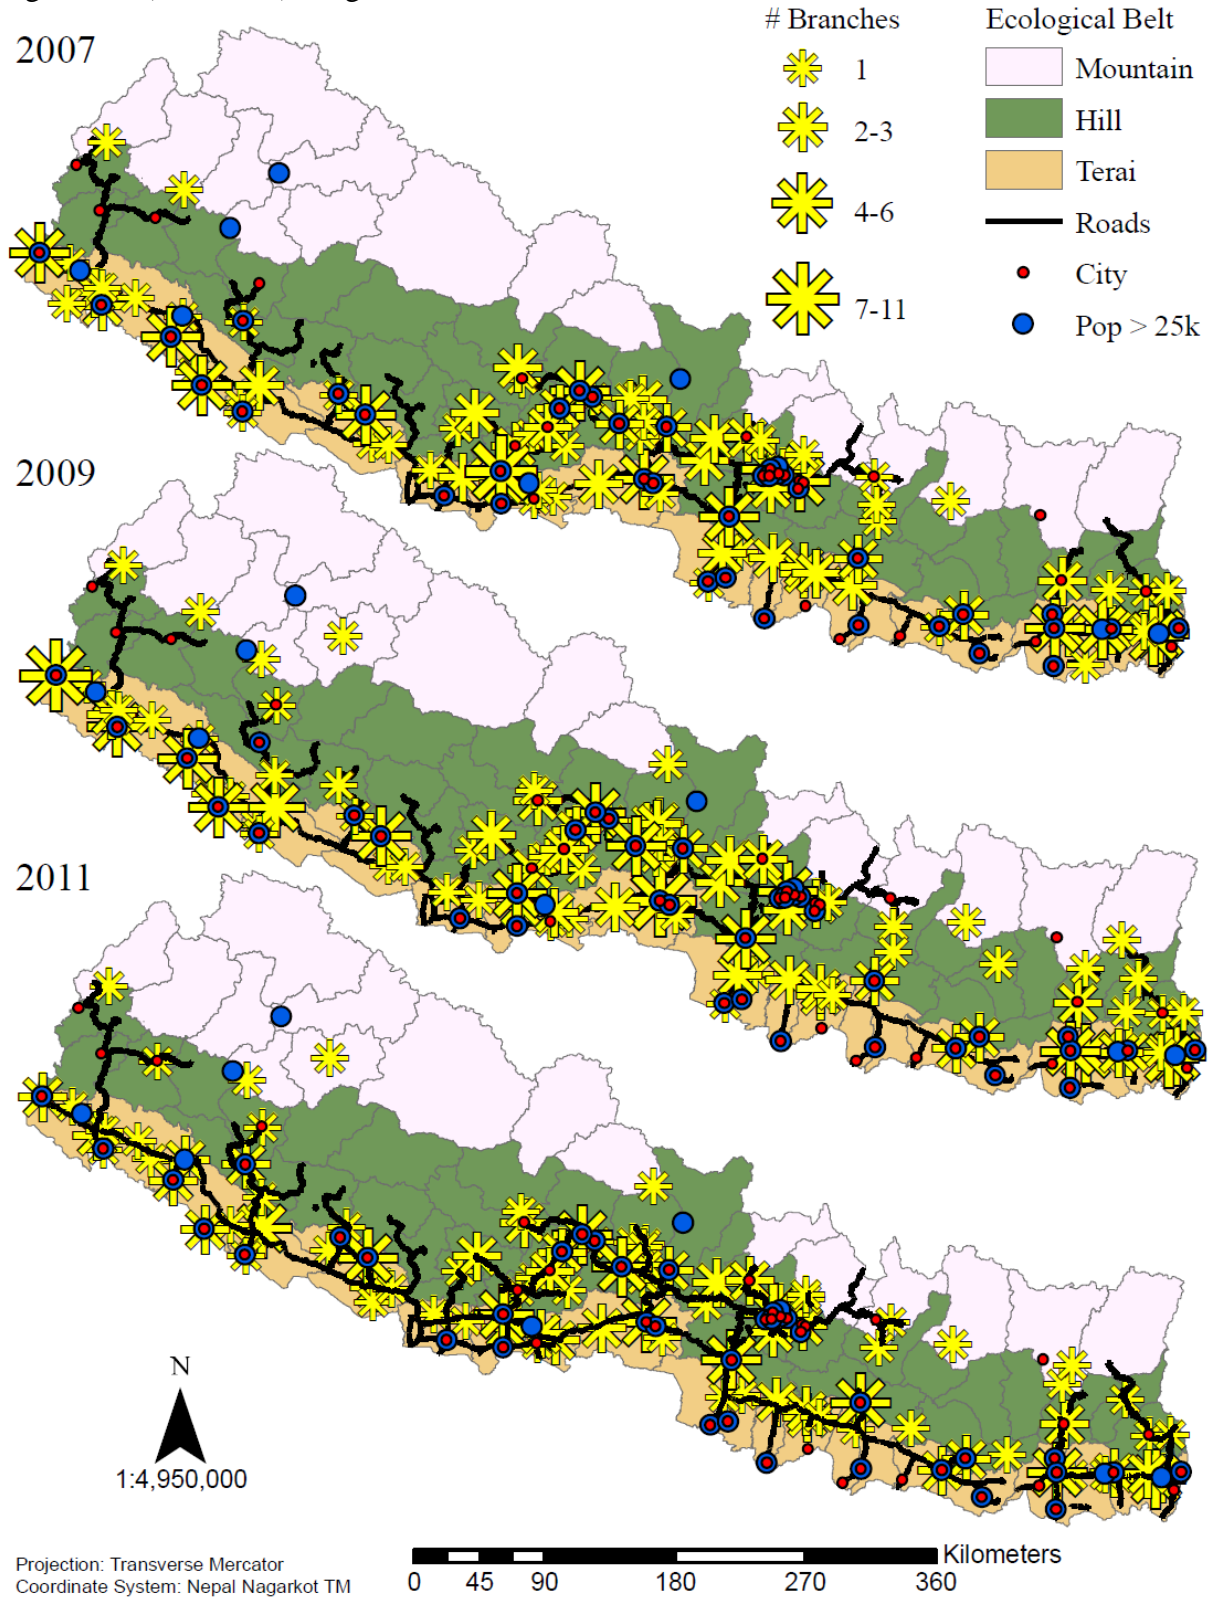 2007
# Branches
1
2-3
4-6
7-11
Ecological Belt
Mountain
Hill
Terai
Roads
City
Pop > 25k
2009
2011
N
1:4,950,000
Projection: Transverse Mercator
Coordinate System: Nepal Nagarkot TM
Kilometers
0 45 90 180 270 360